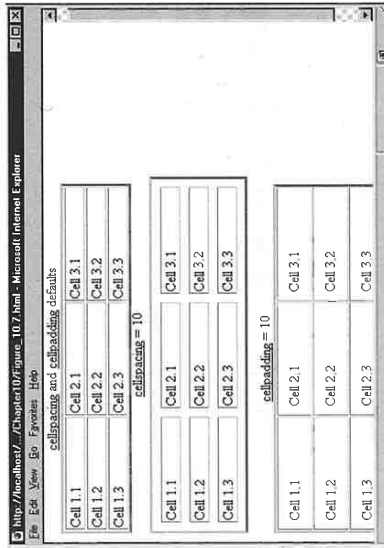 http://localhost/.../Chapter10/Figure_10.7.html - Microsoft Internet Explorer
File Edit View Go Favorites Help
cellspacing and cellpadding defaults
Cell 1.1 Cell 2.1 Cell 3.1
Cell 1.2 Cell 2.2 Cell 3.2
Cell 1.3 Cell 2.3 Cell 3.3
cellspacing = 10
Cell 1.1 Cell 2.1 Cell 3.1
Cell 1.2 Cell 2.2 Cell 3.2
Cell 1.3 Cell 2.3 Cell 3.3
cellpadding = 10
Cell 1.1 Cell 2.1 Cell 3.1
Cell 1.2 Cell 2.2 Cell 3.2
Cell 1.3 Cell 2.3 Cell 3.3